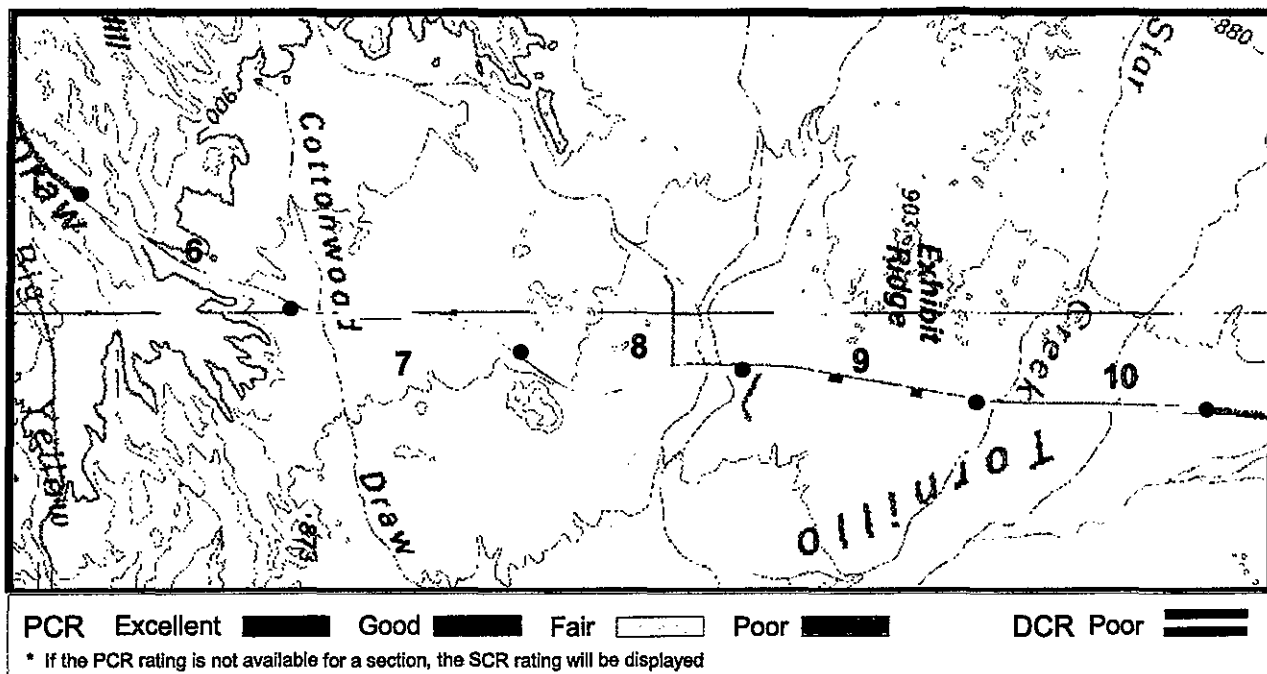 Hill
900
Cottonwood
Draw
Draw
6
Big
Yellow
.873
7
8
9
10
903
Exhibit
Ridge
Star
880
Creek
Tornillo
PCR Excellent Good Fair Poor DCR Poor
* If the PCR rating is not available for a section, the SCR rating will be displayed